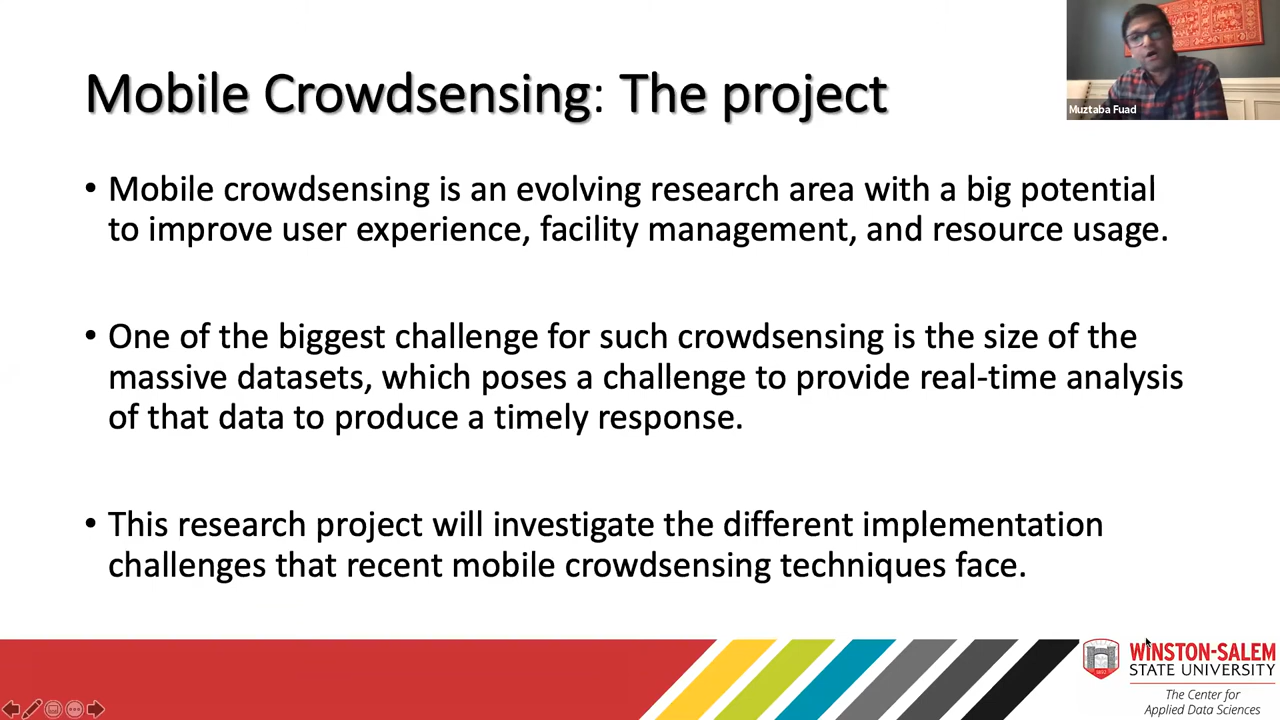 Mobile Crowdsensing: The project
Muztaba Fuad
• Mobile crowdsensing is an evolving research area with a big potential
to improve user experience, facility management, and resource usage.
• One of the biggest challenge for such crowdsensing is the size of the
massive datasets, which poses a challenge to provide real-time analysis
of that data to produce a timely response.
• This research project will investigate the different implementation
challenges that recent mobile crowdsensing techniques face.
WINSTON-SALEM
STATE UNIVERSITY
The Center for
Applied Data Sciences